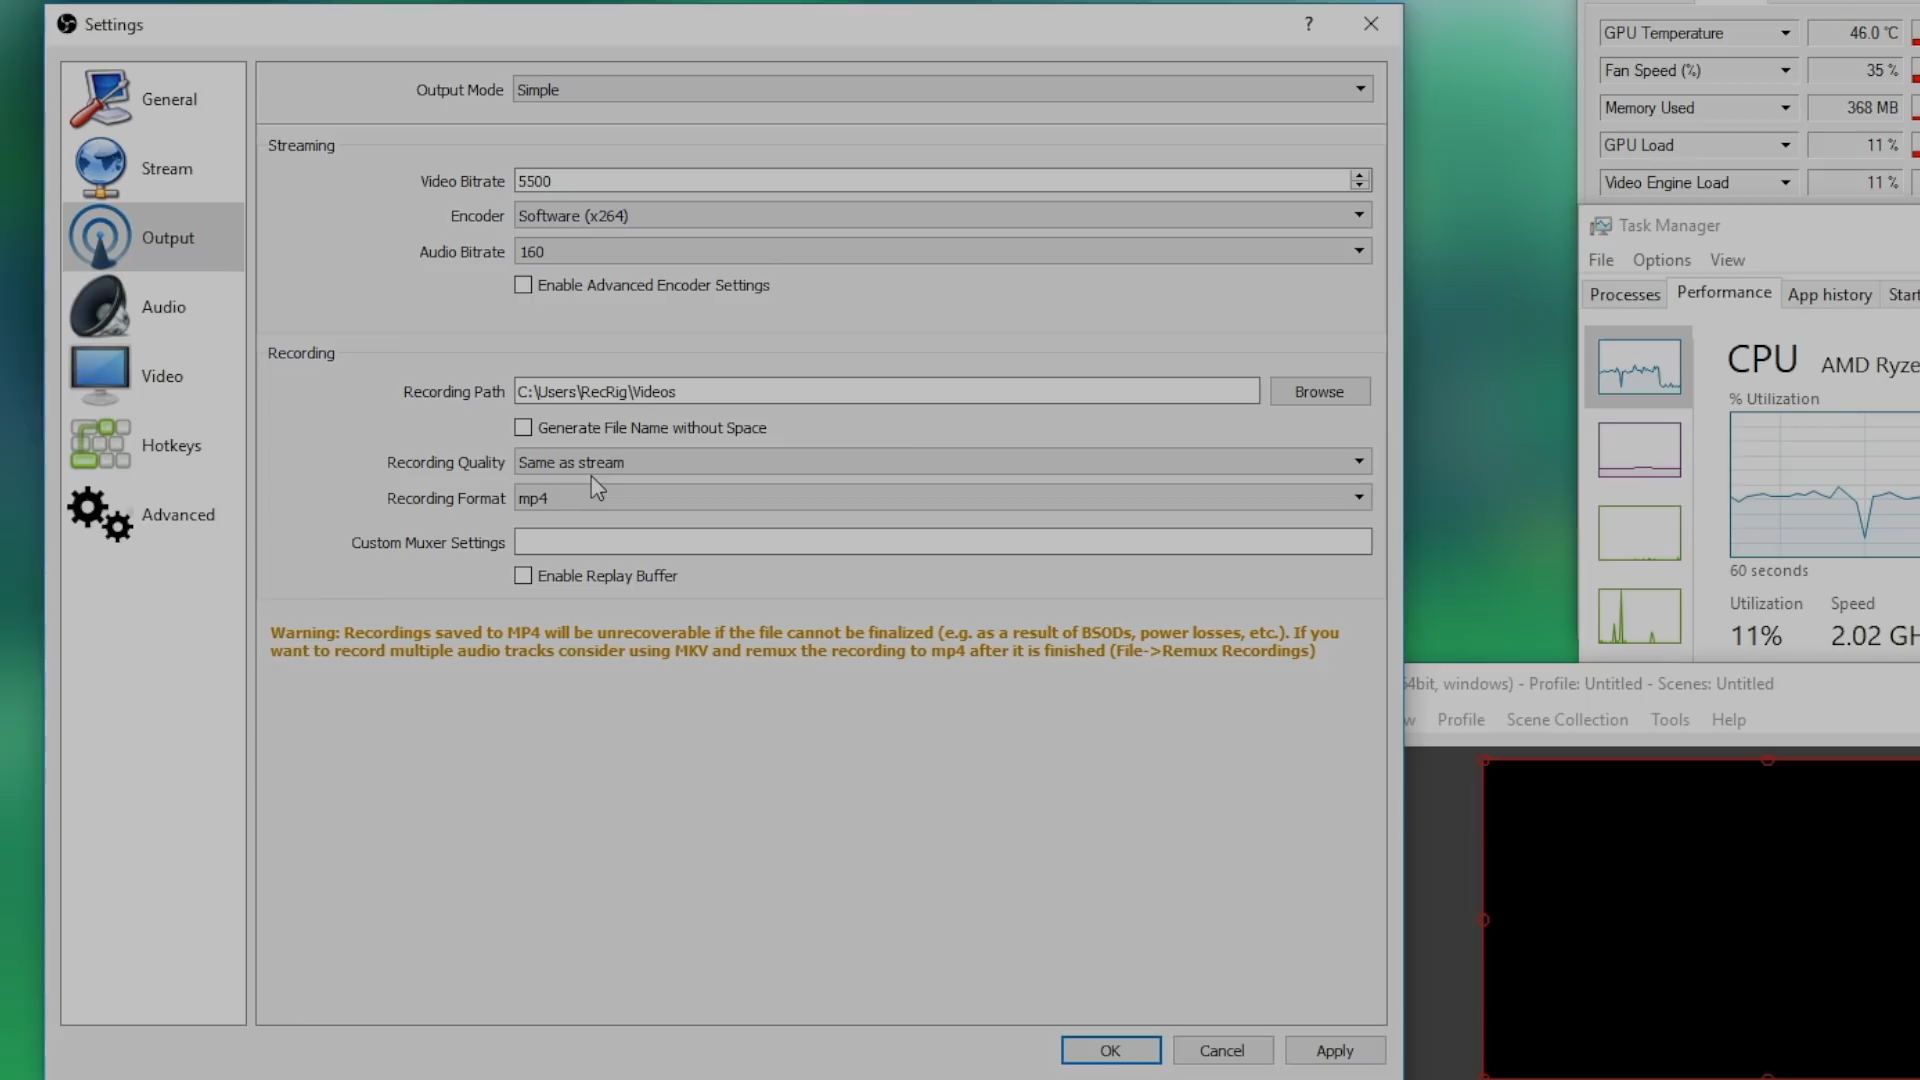 Settings
?
General
Stream
Output
Audio
Video
Hotkeys
Advanced
Output Mode Simple
Streaming
Video Bitrate 5500
Encoder Software (x264)
Audio Bitrate 160
Enable Advanced Encoder Settings
Recording
Recording Path C:\Users\RecRig\Videos Browse
Generate File Name without Space
Recording Quality Same as stream
Recording Format mp4
Custom Muxer Settings
Enable Replay Buffer
Warning: Recordings saved to MP4 will be unrecoverable if the file cannot be finalized (e.g. as a result of BSODs, power losses, etc.). If you
want to record multiple audio tracks consider using MKV and remux the recording to mp4 after it is finished (File->Remux Recordings)
OK Cancel Apply
GPU Temperature 46.0 °C
Fan Speed (%) 35 %
Memory Used 368 MB
GPU Load 11 %
Video Engine Load 11 %
Task Manager
File Options View
Processes Performance App history Start
CPU AMD Ryze
% Utilization
60 seconds
Utilization Speed
11% 2.02 GH
4bit, windows) - Profile: Untitled - Scenes: Untitled
w Profile Scene Collection Tools Help